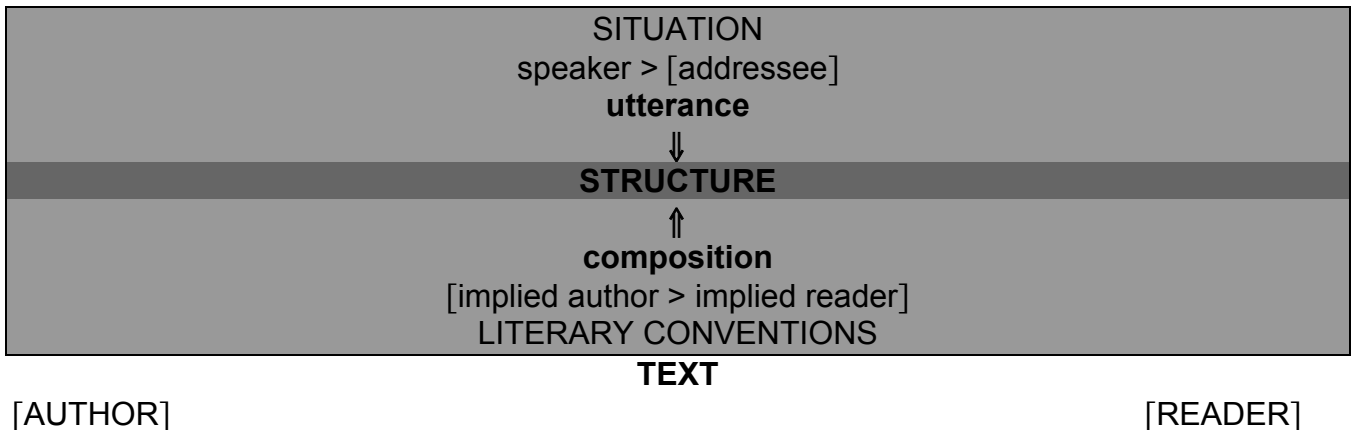 SITUATION
speaker > [addressee]
utterance
⇓
STRUCTURE
⇑
composition
[implied author > implied reader]
LITERARY CONVENTIONS
TEXT
[AUTHOR] [READER]